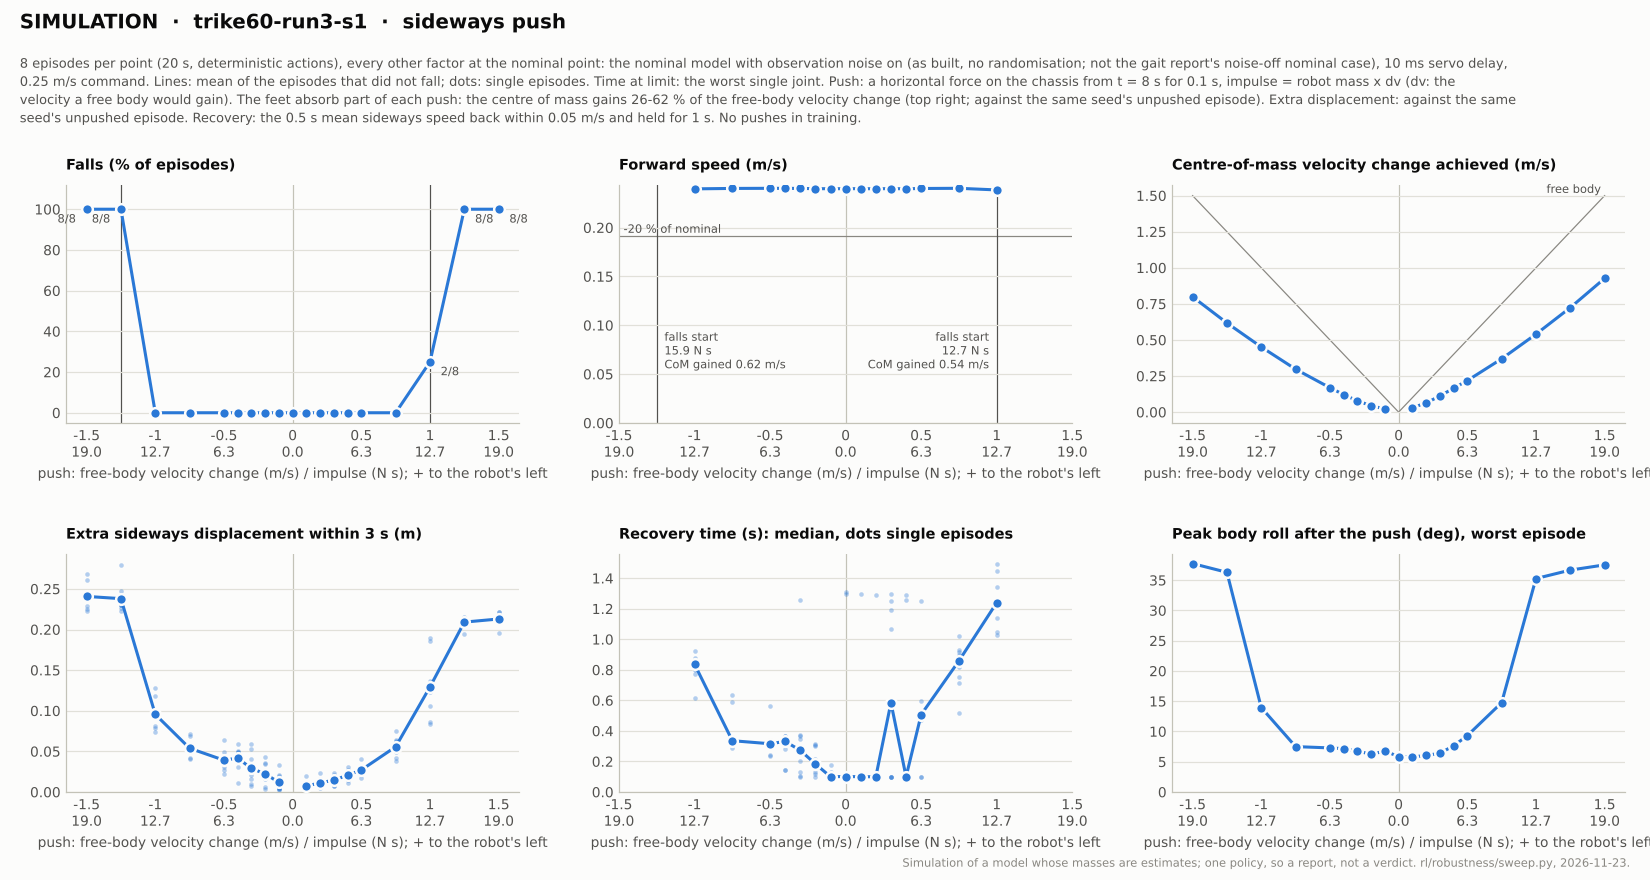 SIMULATION · trike60-run3-s1 · sideways push
8 episodes per point (20 s, deterministic actions), every other factor at the nominal point: the nominal model with observation noise on (as built, no randomisation; not the gait report's noise-off nominal case), 10 ms servo delay,
0.25 m/s command. Lines: mean of the episodes that did not fall; dots: single episodes. Time at limit: the worst single joint. Push: a horizontal force on the chassis from t = 8 s for 0.1 s, impulse = robot mass x dv (dv: the
velocity a free body would gain). The feet absorb part of each push: the centre of mass gains 26-62 % of the free-body velocity change (top right; against the same seed's unpushed episode). Extra displacement: against the same
seed's unpushed episode. Recovery: the 0.5 s mean sideways speed back within 0.05 m/s and held for 1 s. No pushes in training.
Falls (% of episodes)
100
80
60
40
20
0
8/8
8/8
2/8
8/8
8/8
-1.5 -1 -0.5 0 0.5 1 1.5
19.0 12.7 6.3 0.0 6.3 12.7 19.0
push: free-body velocity change (m/s) / impulse (N s); + to the robot's left
Forward speed (m/s)
0.20
0.15
0.10
0.05
0.00
-20 % of nominal
falls start
15.9 N s
CoM gained 0.62 m/s
falls start
12.7 N s
CoM gained 0.54 m/s
-1.5 -1 -0.5 0 0.5 1 1.5
19.0 12.7 6.3 0.0 6.3 12.7 19.0
push: free-body velocity change (m/s) / impulse (N s); + to the robot's left
Centre-of-mass velocity change achieved (m/s)
free body
1.50
1.25
1.00
0.75
0.50
0.25
0.00
-1.5 -1 -0.5 0 0.5 1 1.5
19.0 12.7 6.3 0.0 6.3 12.7 19.0
push: free-body velocity change (m/s) / impulse (N s); + to the robot's left
Extra sideways displacement within 3 s (m)
0.25
0.20
0.15
0.10
0.05
0.00
-1.5 -1 -0.5 0 0.5 1 1.5
19.0 12.7 6.3 0.0 6.3 12.7 19.0
push: free-body velocity change (m/s) / impulse (N s); + to the robot's left
Recovery time (s): median, dots single episodes
1.4
1.2
1.0
0.8
0.6
0.4
0.2
0.0
-1.5 -1 -0.5 0 0.5 1 1.5
19.0 12.7 6.3 0.0 6.3 12.7 19.0
push: free-body velocity change (m/s) / impulse (N s); + to the robot's left
Peak body roll after the push (deg), worst episode
35
30
25
20
15
10
5
0
-1.5 -1 -0.5 0 0.5 1 1.5
19.0 12.7 6.3 0.0 6.3 12.7 19.0
push: free-body velocity change (m/s) / impulse (N s); + to the robot's left
Simulation of a model whose masses are estimates; one policy, so a report, not a verdict. rl/robustness/sweep.py, 2026-11-23.